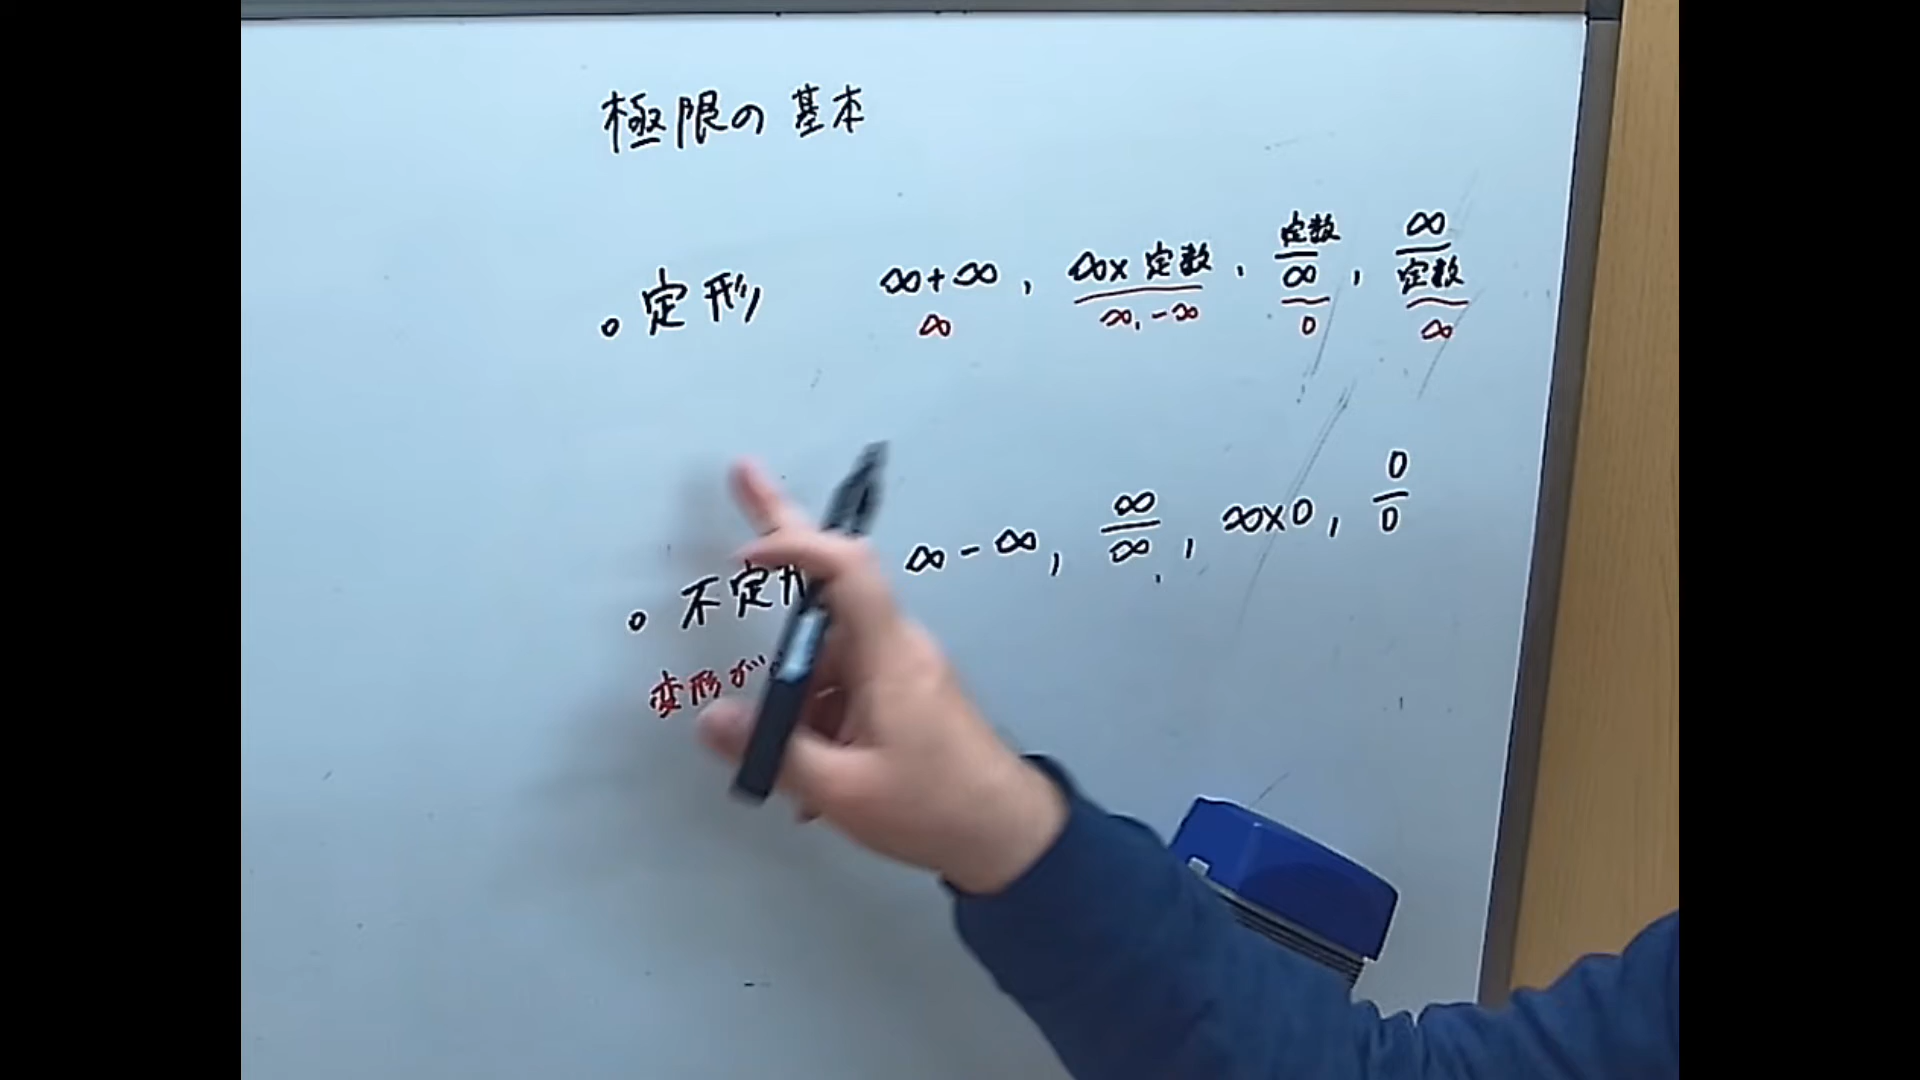 極限の基本
。定形 ∞+∞, ∞×定数, 定数/∞, ∞/定数
∞ ∞, -∞ 0 ∞
。不定 ∞-∞, ∞/∞, ∞×0, 0/0
変形が